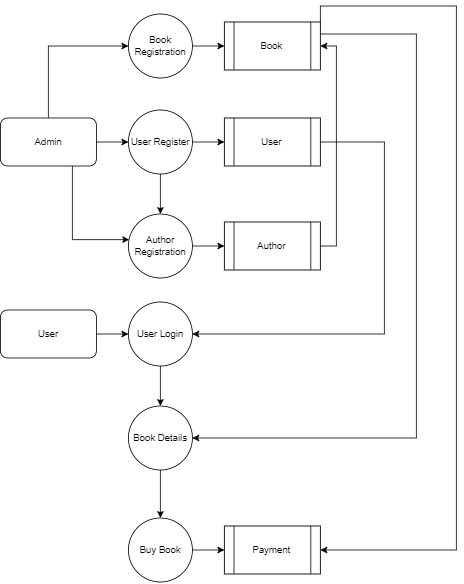 Book
Registration
Book
Admin
User Register
User
Author
Registration
Author
User
User Login
Book Details
Buy Book
Payment